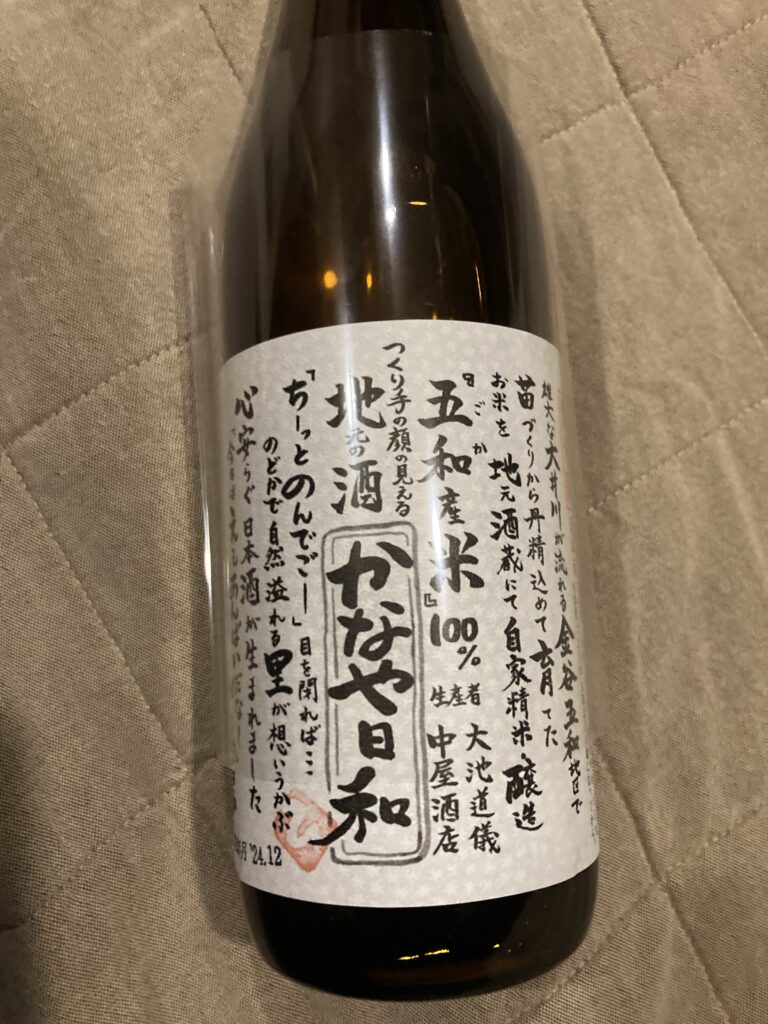 雄大な大井川が流れる金谷五和地区で
苗づくりから丹精込めて育てた
お米を地元酒蔵にて自家精米・醸造
『五和産米』100%
ごか
生産者 大池道儀
中屋酒店
つくり手の顔の見える
地元の酒
かなや日和
「ちーっとのんでごー」目を閉ればここ
のどかで自然溢れる里が想いうかぶ
心安らぐ日本酒が生まれました
月 '24.12